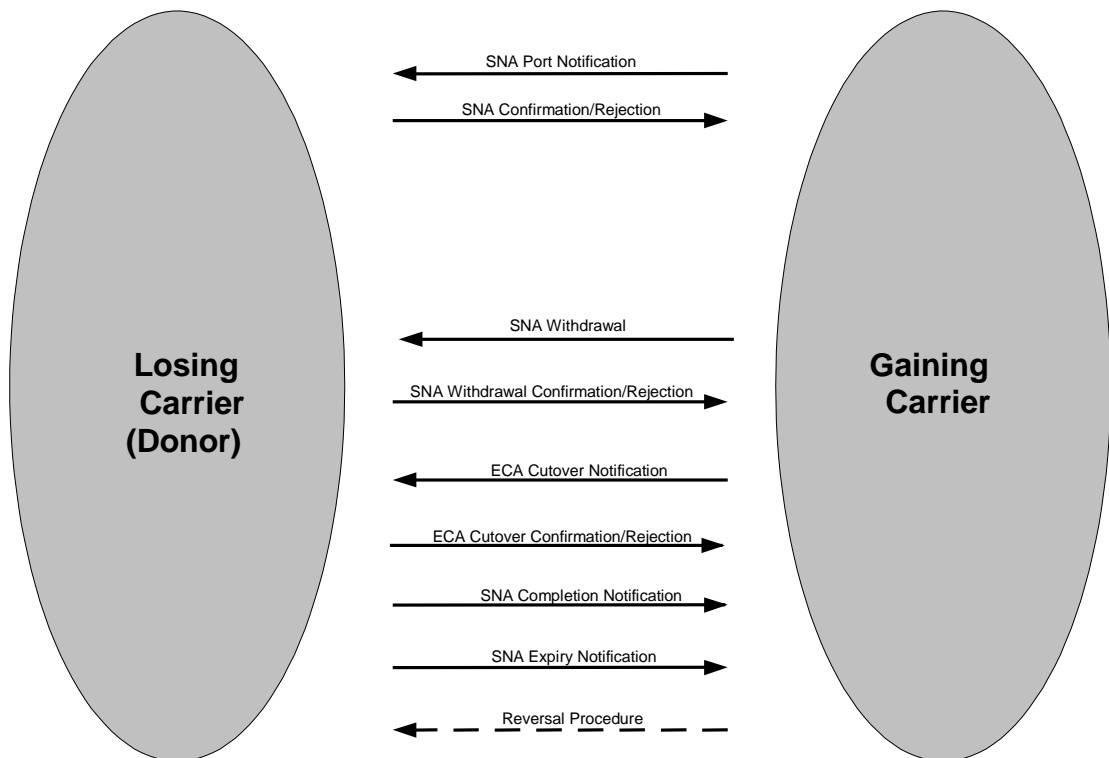 SNA Port Notification
SNA Confirmation/Rejection
SNA Withdrawal
Losing
Carrier
(Donor)
Gaining
Carrier
SNA Withdrawal Confirmation/Rejection
ECA Cutover Notification
ECA Cutover Confirmation/Rejection
SNA Completion Notification
SNA Expiry Notification
Reversal Procedure